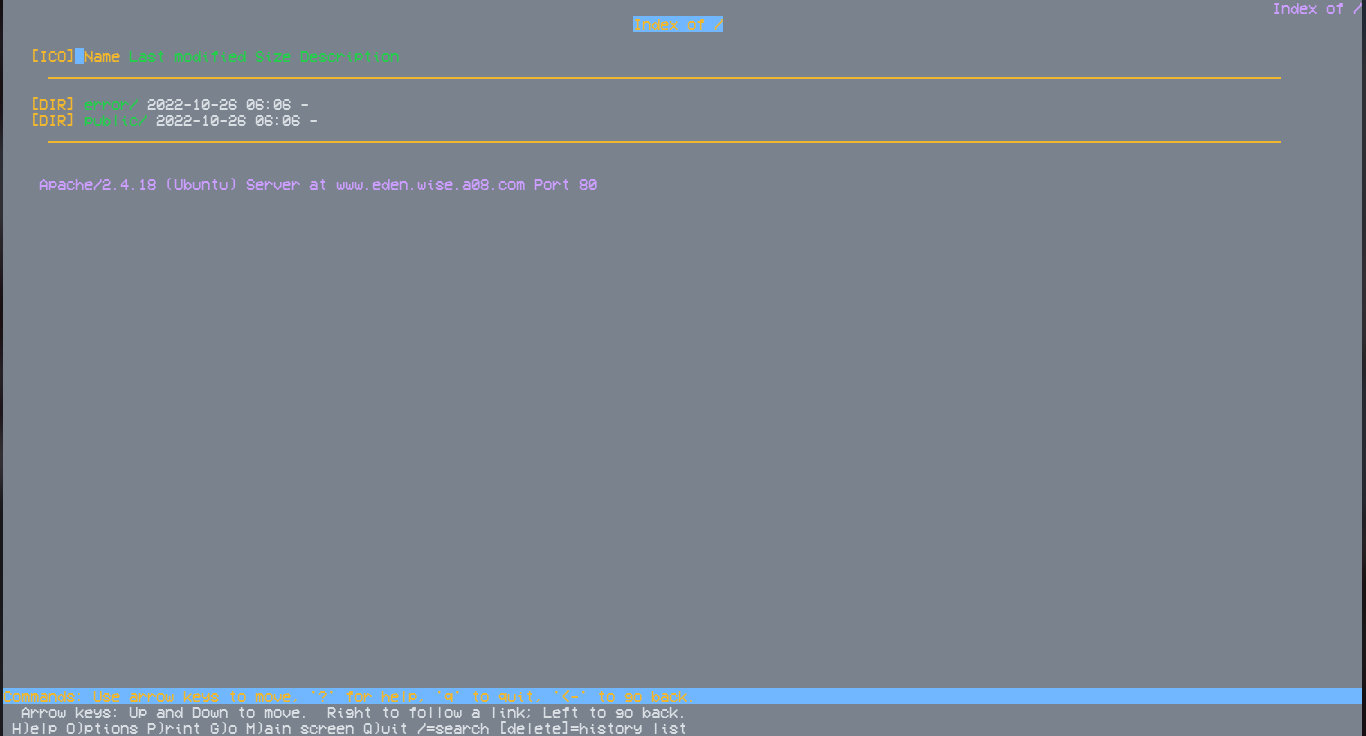 Index of /
Index of /
[ICO] Name Last modified Size Description
[DIR] error/ 2022-10-26 06:06 -
[DIR] public/ 2022-10-26 06:06 -
Apache/2.4.18 (Ubuntu) Server at www.eden.wise.a08.com Port 80
Commands: Use arrow keys to move, '?' for help, 'q' to quit, '<-' to go back.
Arrow keys: Up and Down to move.  Right to follow a link; Left to go back.
H)elp O)ptions P)rint G)o M)ain screen Q)uit /=search [delete]=history list